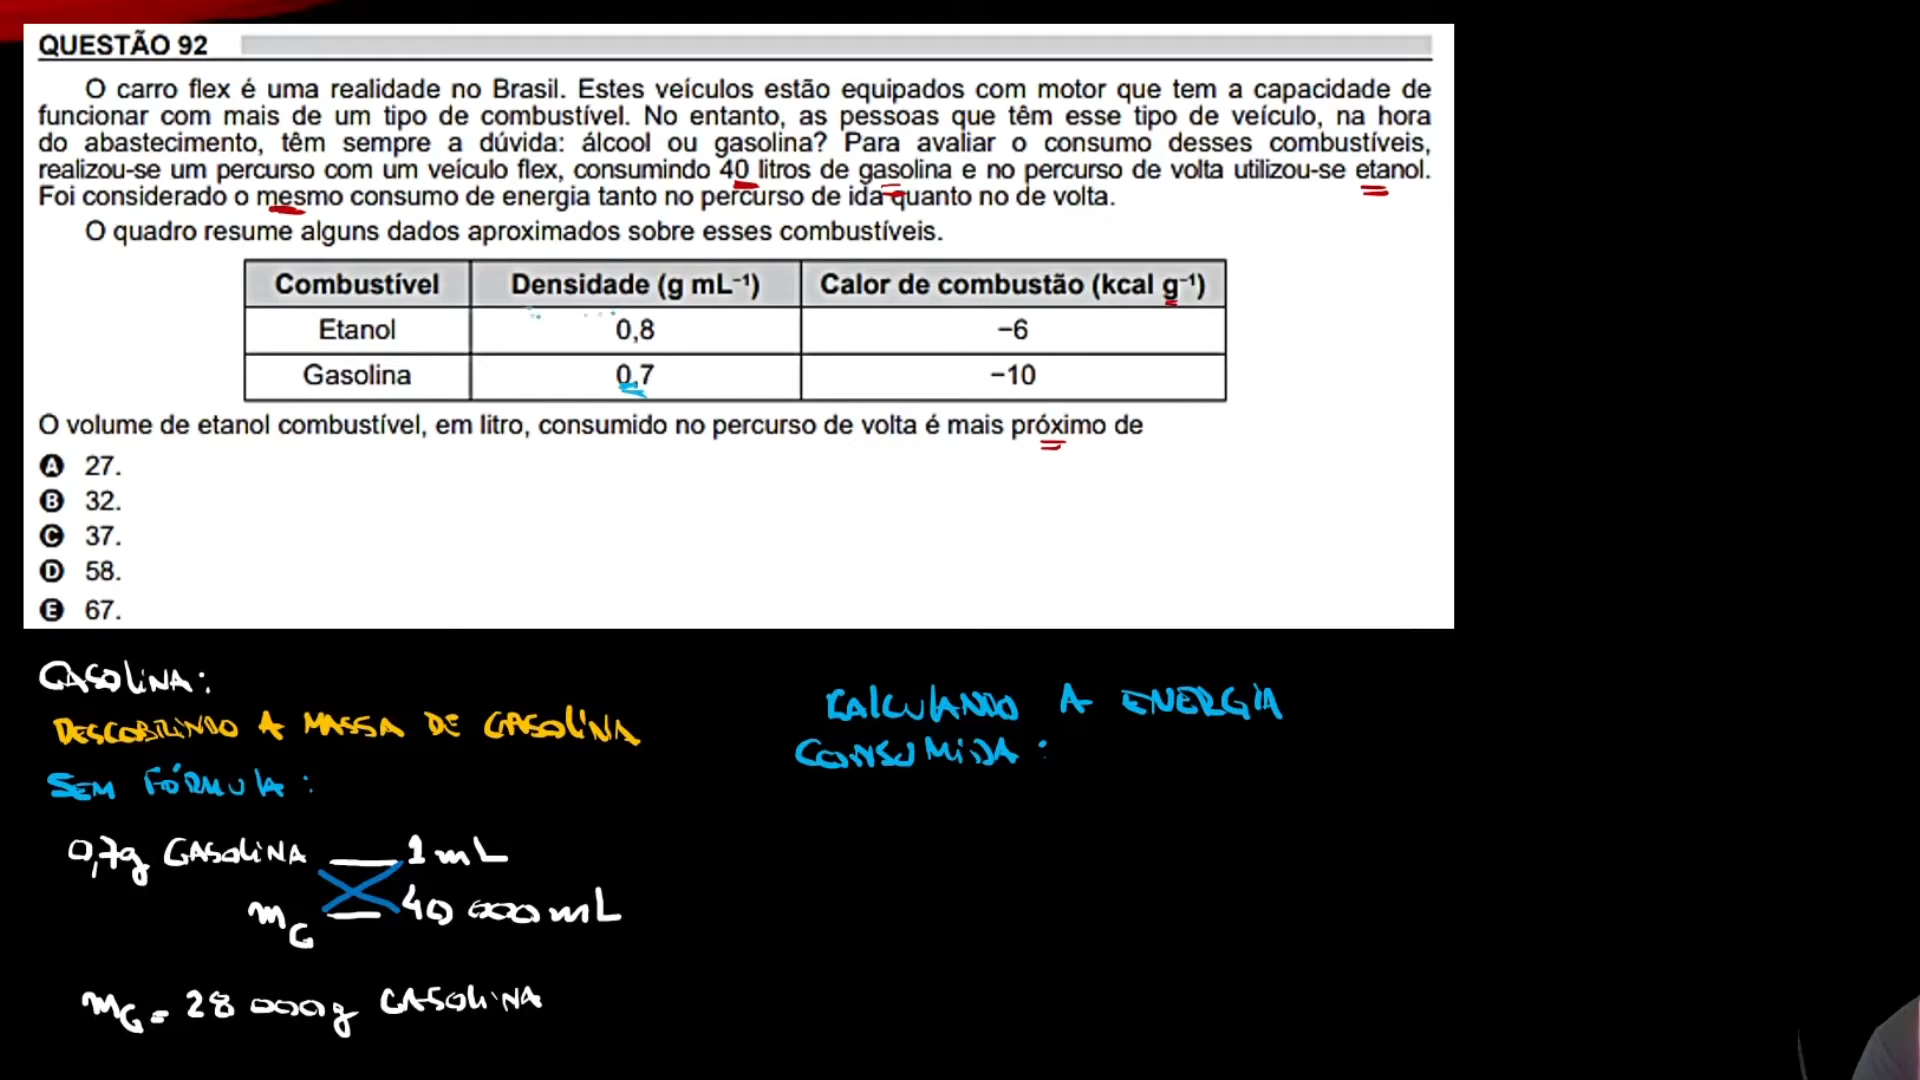 QUESTÃO 92
O carro flex é uma realidade no Brasil. Estes veículos estão equipados com motor que tem a capacidade de
funcionar com mais de um tipo de combustível. No entanto, as pessoas que têm esse tipo de veículo, na hora
do abastecimento, têm sempre a dúvida: álcool ou gasolina? Para avaliar o consumo desses combustíveis,
realizou-se um percurso com um veículo flex, consumindo 40 litros de gasolina e no percurso de volta utilizou-se etanol.
Foi considerado o mesmo consumo de energia tanto no percurso de ida quanto no de volta.
O quadro resume alguns dados aproximados sobre esses combustíveis.
Combustível Densidade (g mL⁻¹) Calor de combustão (kcal g⁻¹)
Etanol 0,8 −6
Gasolina 0,7 −10
O volume de etanol combustível, em litro, consumido no percurso de volta é mais próximo de
A 27.
B 32.
C 37.
D 58.
E 67.
GASOLINA:
DESCOBRINDO A MASSA DE GASOLINA
SEM FÓRMULA:
0,7g GASOLINA — 1 mL
mG — 40 000 mL
mG = 28 000g GASOLINA
CALCULANDO A ENERGIA
CONSUMIDA: